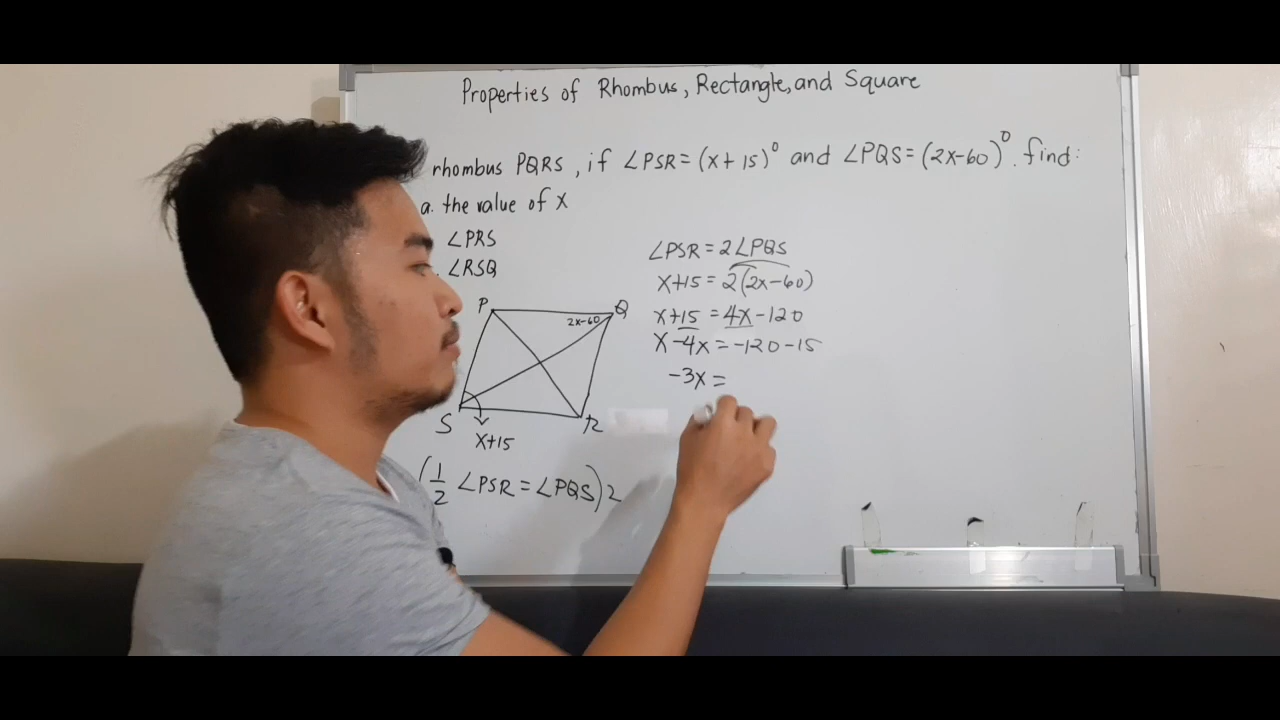 Properties of Rhombus, Rectangle, and Square
rhombus PQRS, if ∠PSR = (x+15)° and ∠PQS = (2x-60)°. find:
a. the value of x
∠PRS
∠RSQ
P
Q
2x-60
S
R
x+15
(1/2 ∠PSR = ∠PQS) 2
∠PSR = 2∠PQS
x+15 = 2(2x-60)
x+15 = 4x-120
x-4x = -120-15
-3x =